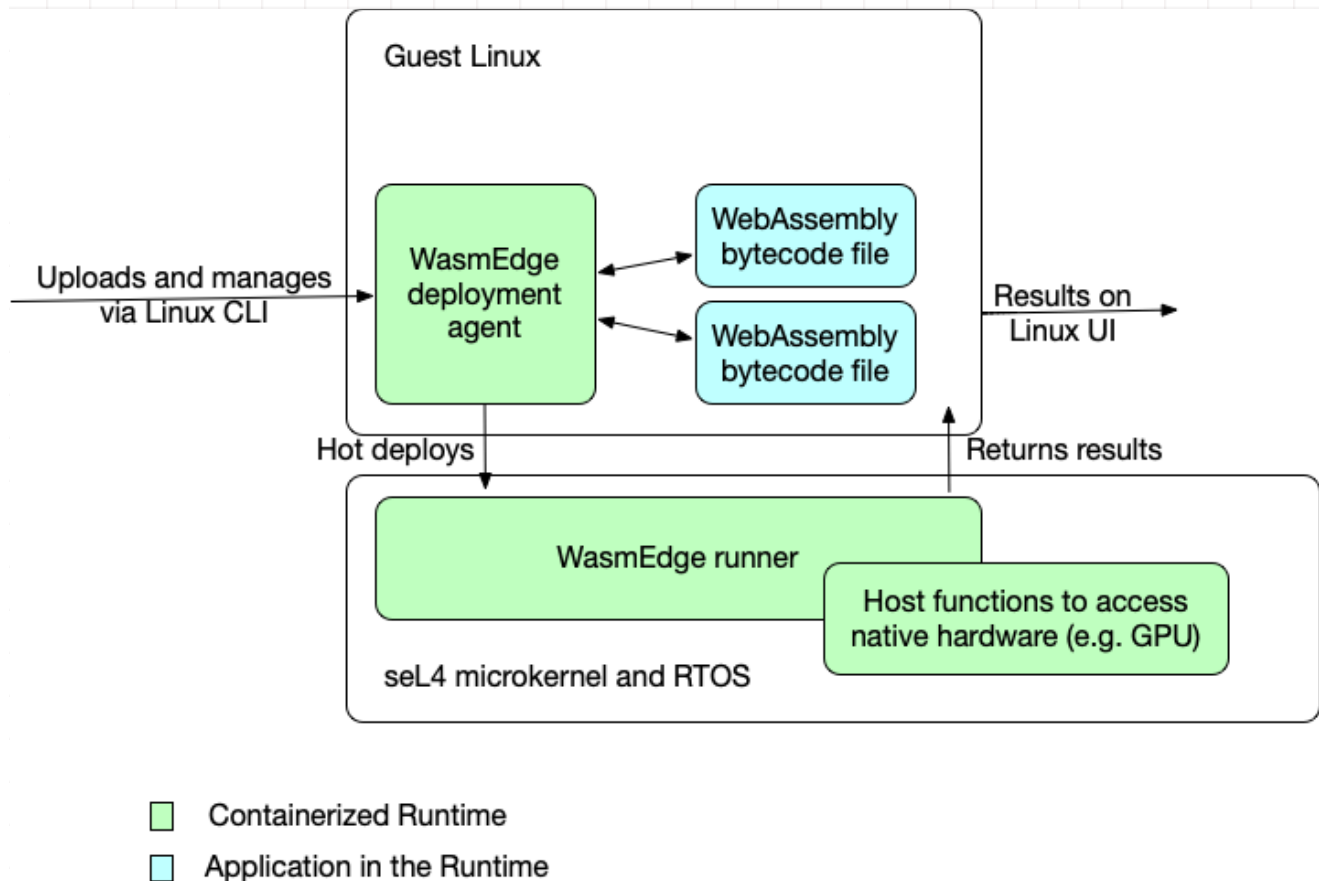 Guest Linux
WasmEdge
deployment
agent
WebAssembly
bytecode file
WebAssembly
bytecode file
Uploads and manages
via Linux CLI
Results on
Linux UI
Hot deploys
Returns results
WasmEdge runner
Host functions to access
native hardware (e.g. GPU)
seL4 microkernel and RTOS
Containerized Runtime
Application in the Runtime